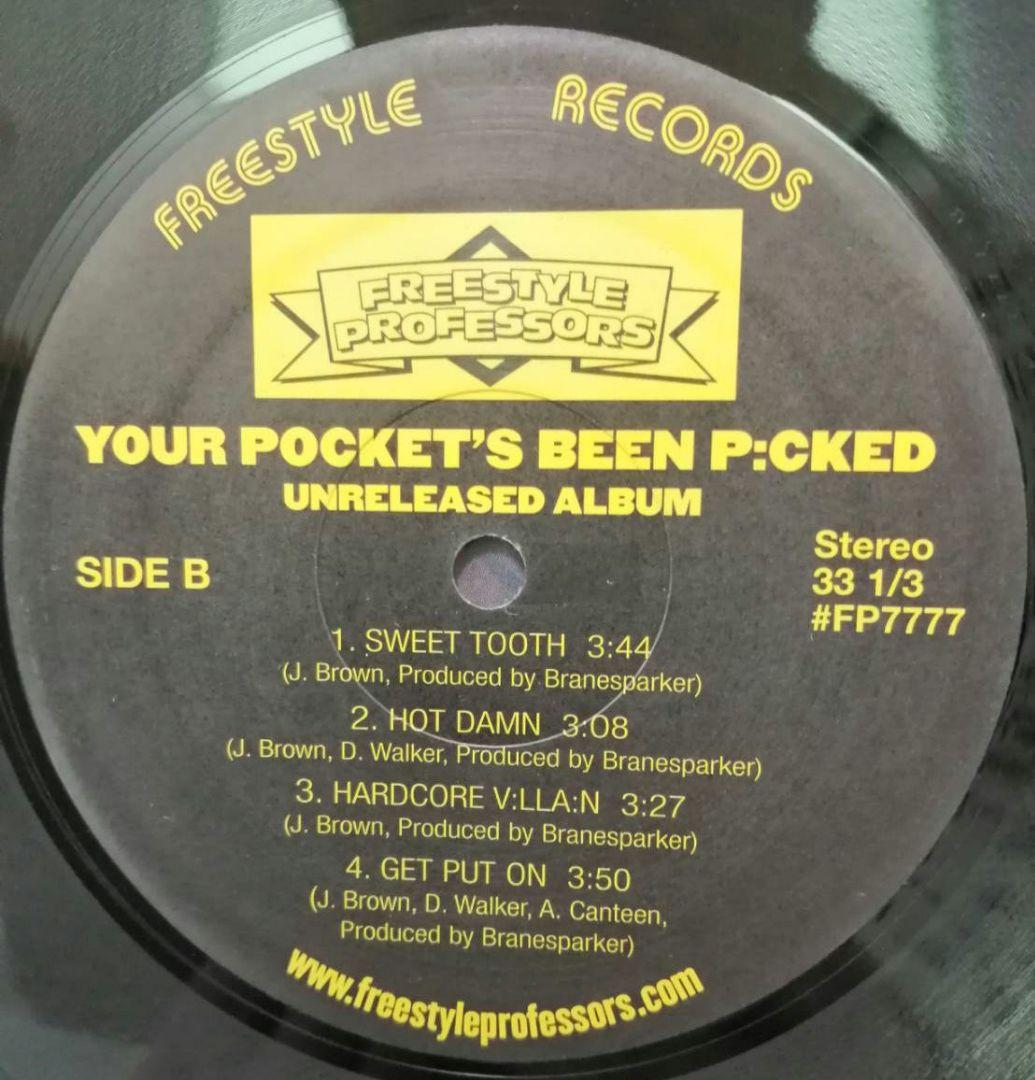 FREESTYLE RECORDS
FREESTYLE
PROFESSORS
YOUR POCKET'S BEEN P:CKED
UNRELEASED ALBUM
SIDE B
Stereo
33 1/3
#FP7777
1. SWEET TOOTH 3:44
(J. Brown, Produced by Branesparker)
2. HOT DAMN 3:08
(J. Brown, D. Walker, Produced by Branesparker)
3. HARDCORE V:LLA:N 3:27
(J. Brown, Produced by Branesparker)
4. GET PUT ON 3:50
(J. Brown, D. Walker, A. Canteen,
Produced by Branesparker)
www.freestyleprofessors.com